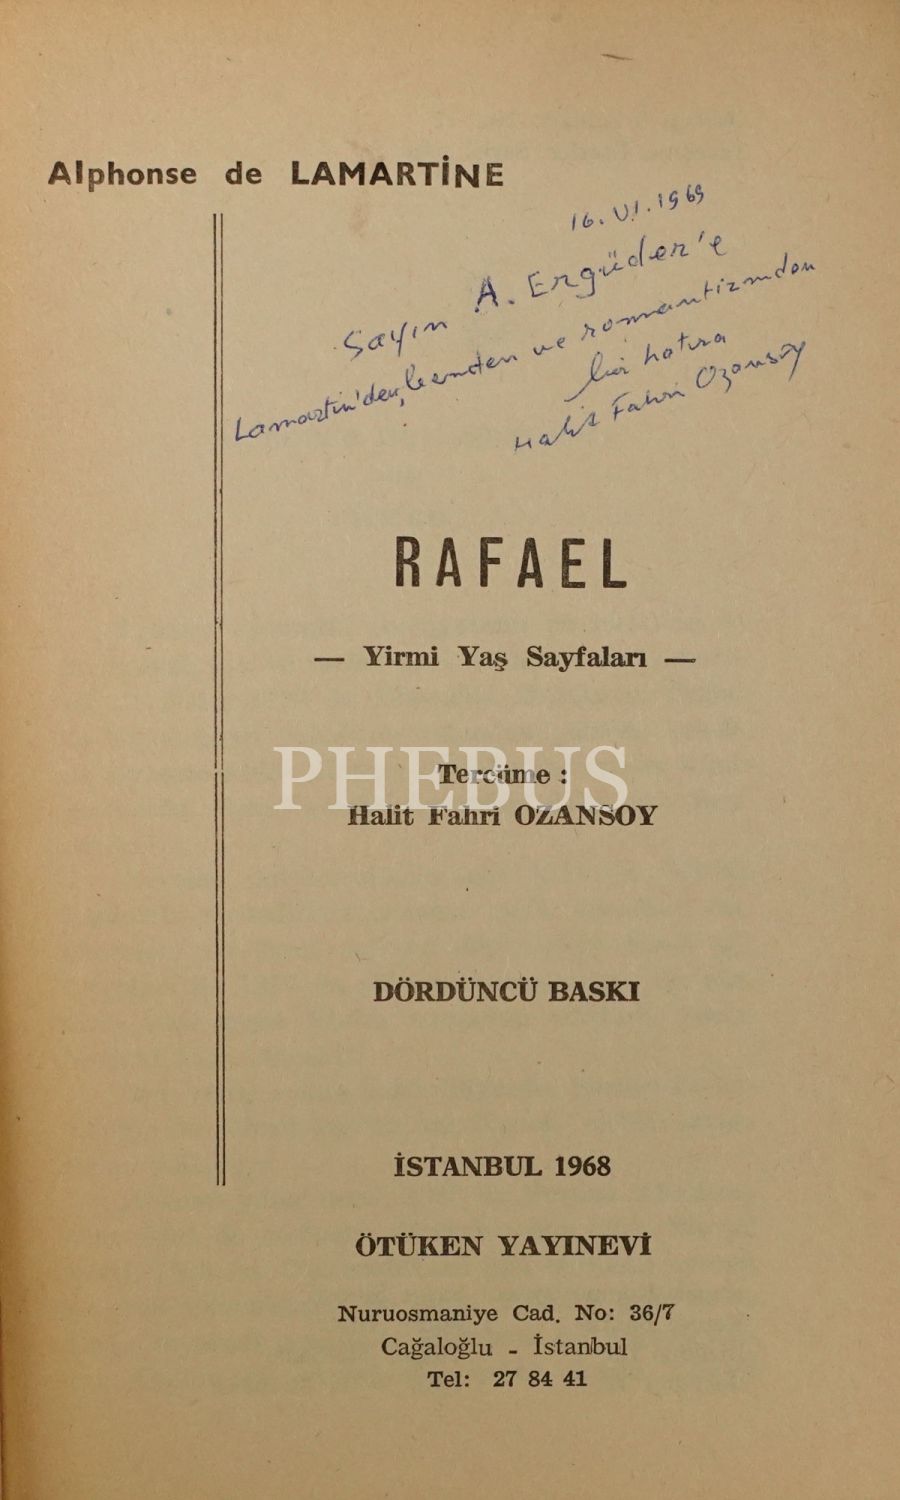 Alphonse de LAMARTİNE
16.VI.1969
Sayın A. Ergüder'e
Lamartin'den, benden ve romantizmden
bir hatıra
Halit Fahri Ozansoy
RAFAEL
— Yirmi Yaş Sayfaları —
PHEBUS
Tercüme :
Halit Fahri OZANSOY
DÖRDÜNCÜ BASKI
İSTANBUL 1968
ÖTÜKEN YAYINEVİ
Nuruosmaniye Cad. No: 36/7
Cağaloğlu - İstanbul
Tel: 27 84 41